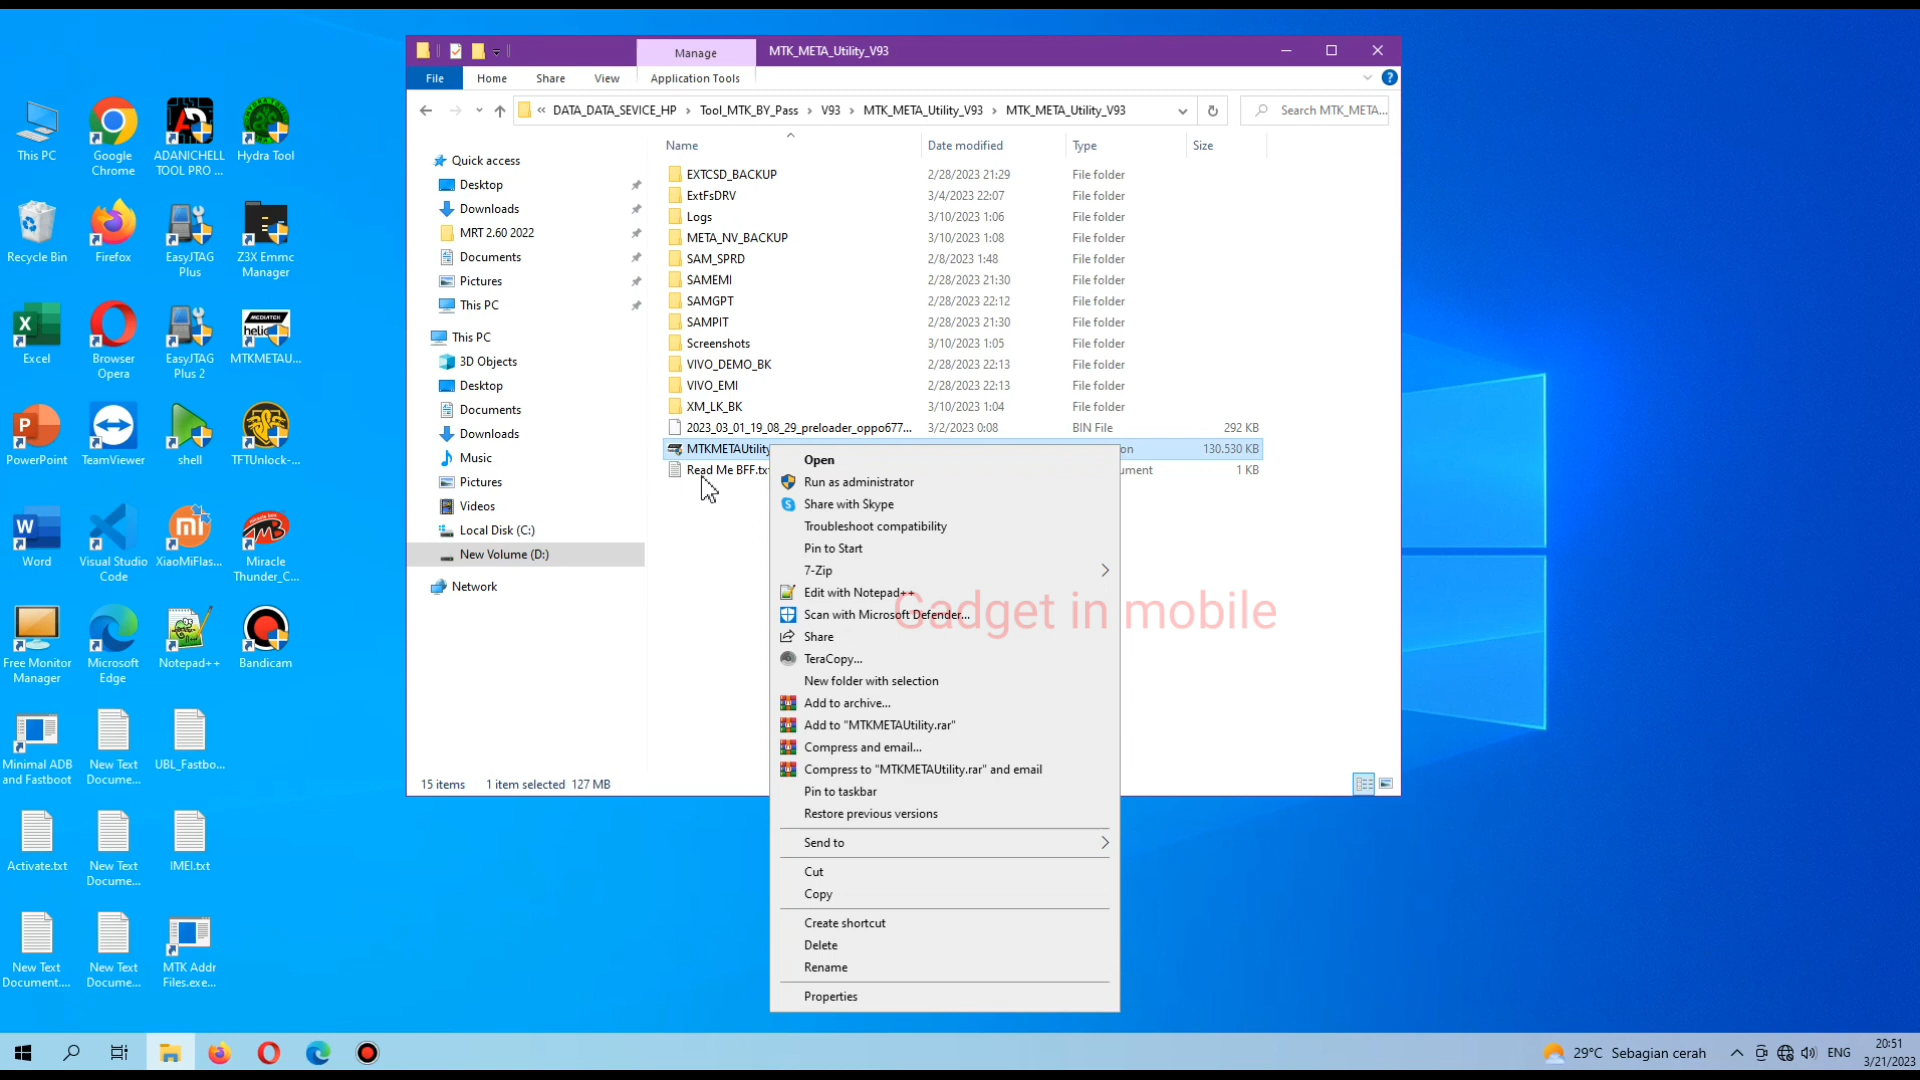 Manage
MTK_META_Utility_V93
File
Home
Share
View
Application Tools
« DATA_DATA_SEVICE_HP › Tool_MTK_BY_Pass › V93 › MTK_META_Utility_V93 › MTK_META_Utility_V93
Search MTK_META...
Name
Date modified
Type
Size
Quick access
Desktop
Downloads
MRT 2.60 2022
Documents
Pictures
This PC
This PC
3D Objects
Desktop
Documents
Downloads
Music
Pictures
Videos
Local Disk (C:)
New Volume (D:)
Network
EXTCSD_BACKUP 2/28/2023 21:29 File folder
ExtFsDRV 3/4/2023 22:07 File folder
Logs 3/10/2023 1:06 File folder
META_NV_BACKUP 3/10/2023 1:08 File folder
SAM_SPRD 2/8/2023 1:48 File folder
SAMEMI 2/28/2023 21:30 File folder
SAMGPT 2/28/2023 22:12 File folder
SAMPIT 2/28/2023 21:30 File folder
Screenshots 3/10/2023 1:05 File folder
VIVO_DEMO_BK 2/28/2023 22:13 File folder
VIVO_EMI 2/28/2023 22:13 File folder
XM_LK_BK 3/10/2023 1:04 File folder
2023_03_01_19_08_29_preloader_oppo677... 3/2/2023 0:08 BIN File 292 KB
MTKMETAUtility on 130.530 KB
Read Me BFF.tx ument 1 KB
Open
Run as administrator
Share with Skype
Troubleshoot compatibility
Pin to Start
7-Zip
Edit with Notepad++
Scan with Microsoft Defender...
Share
TeraCopy...
New folder with selection
Add to archive...
Add to "MTKMETAUtility.rar"
Compress and email...
Compress to "MTKMETAUtility.rar" and email
Pin to taskbar
Restore previous versions
Send to
Cut
Copy
Create shortcut
Delete
Rename
Properties
Gadget in mobile
15 items 1 item selected 127 MB
This PC
Google
Chrome
ADANICHELL
TOOL PRO ...
Hydra Tool
Recycle Bin
Firefox
EasyJTAG
Plus
Z3X Emmc
Manager
Excel
Browser
Opera
EasyJTAG
Plus 2
MEDIATEK
helio
MTKMETAU...
PowerPoint
TeamViewer
shell
TFTUnlock-...
Word
Visual Studio
Code
XiaoMiFlas...
Miracle
Thunder_C...
Free Monitor
Manager
Microsoft
Edge
Notepad++
Bandicam
Minimal ADB
and Fastboot
New Text
Docume...
UBL_Fastbo...
Activate.txt
New Text
Docume...
IMEI.txt
New Text
Document....
New Text
Docume...
MTK Addr
Files.exe...
29°C Sebagian cerah
ENG
20:51
3/21/2023